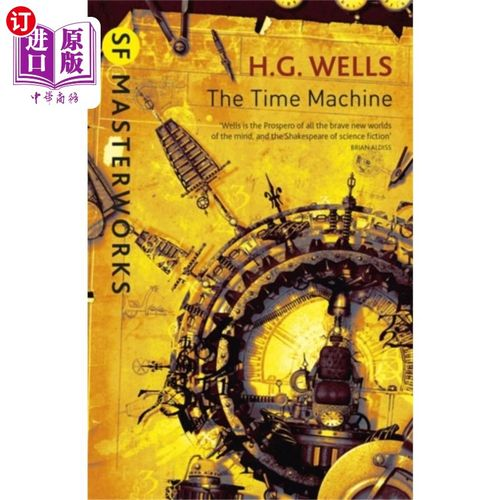 订
进口
原版
中华商务
SF MASTERWORKS
H.G. WELLS
The Time Machine
'Wells is the Prospero of all the brave new worlds
of the mind, and the Shakespeare of science fiction'
BRIAN ALDISS